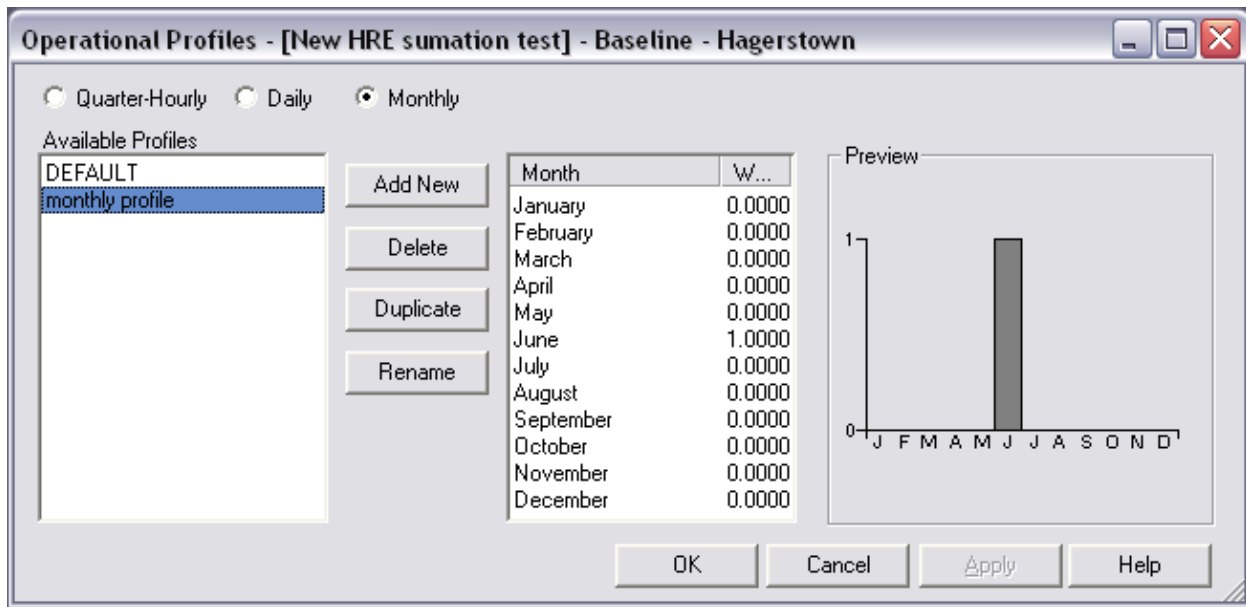 Operational Profiles - [New HRE sumation test] - Baseline - Hagerstown
Quarter-Hourly Daily Monthly
Available Profiles
DEFAULT
monthly profile
Add New
Delete
Duplicate
Rename
Month W...
January 0.0000
February 0.0000
March 0.0000
April 0.0000
May 0.0000
June 1.0000
July 0.0000
August 0.0000
September 0.0000
October 0.0000
November 0.0000
December 0.0000
Preview
1
0
J F M A M J J A S O N D
OK Cancel Apply Help